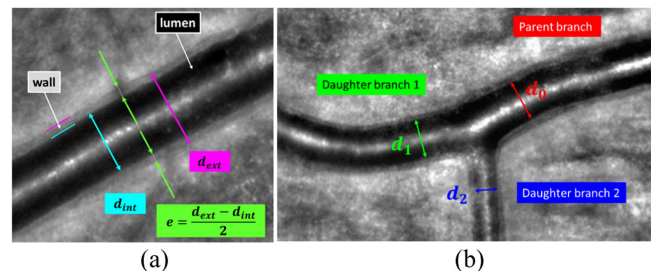 lumen
wall
d_ext
d_int
e = (d_ext − d_int) / 2
Parent branch
Daughter branch 1
d_0
d_1
d_2
Daughter branch 2
(a)
(b)